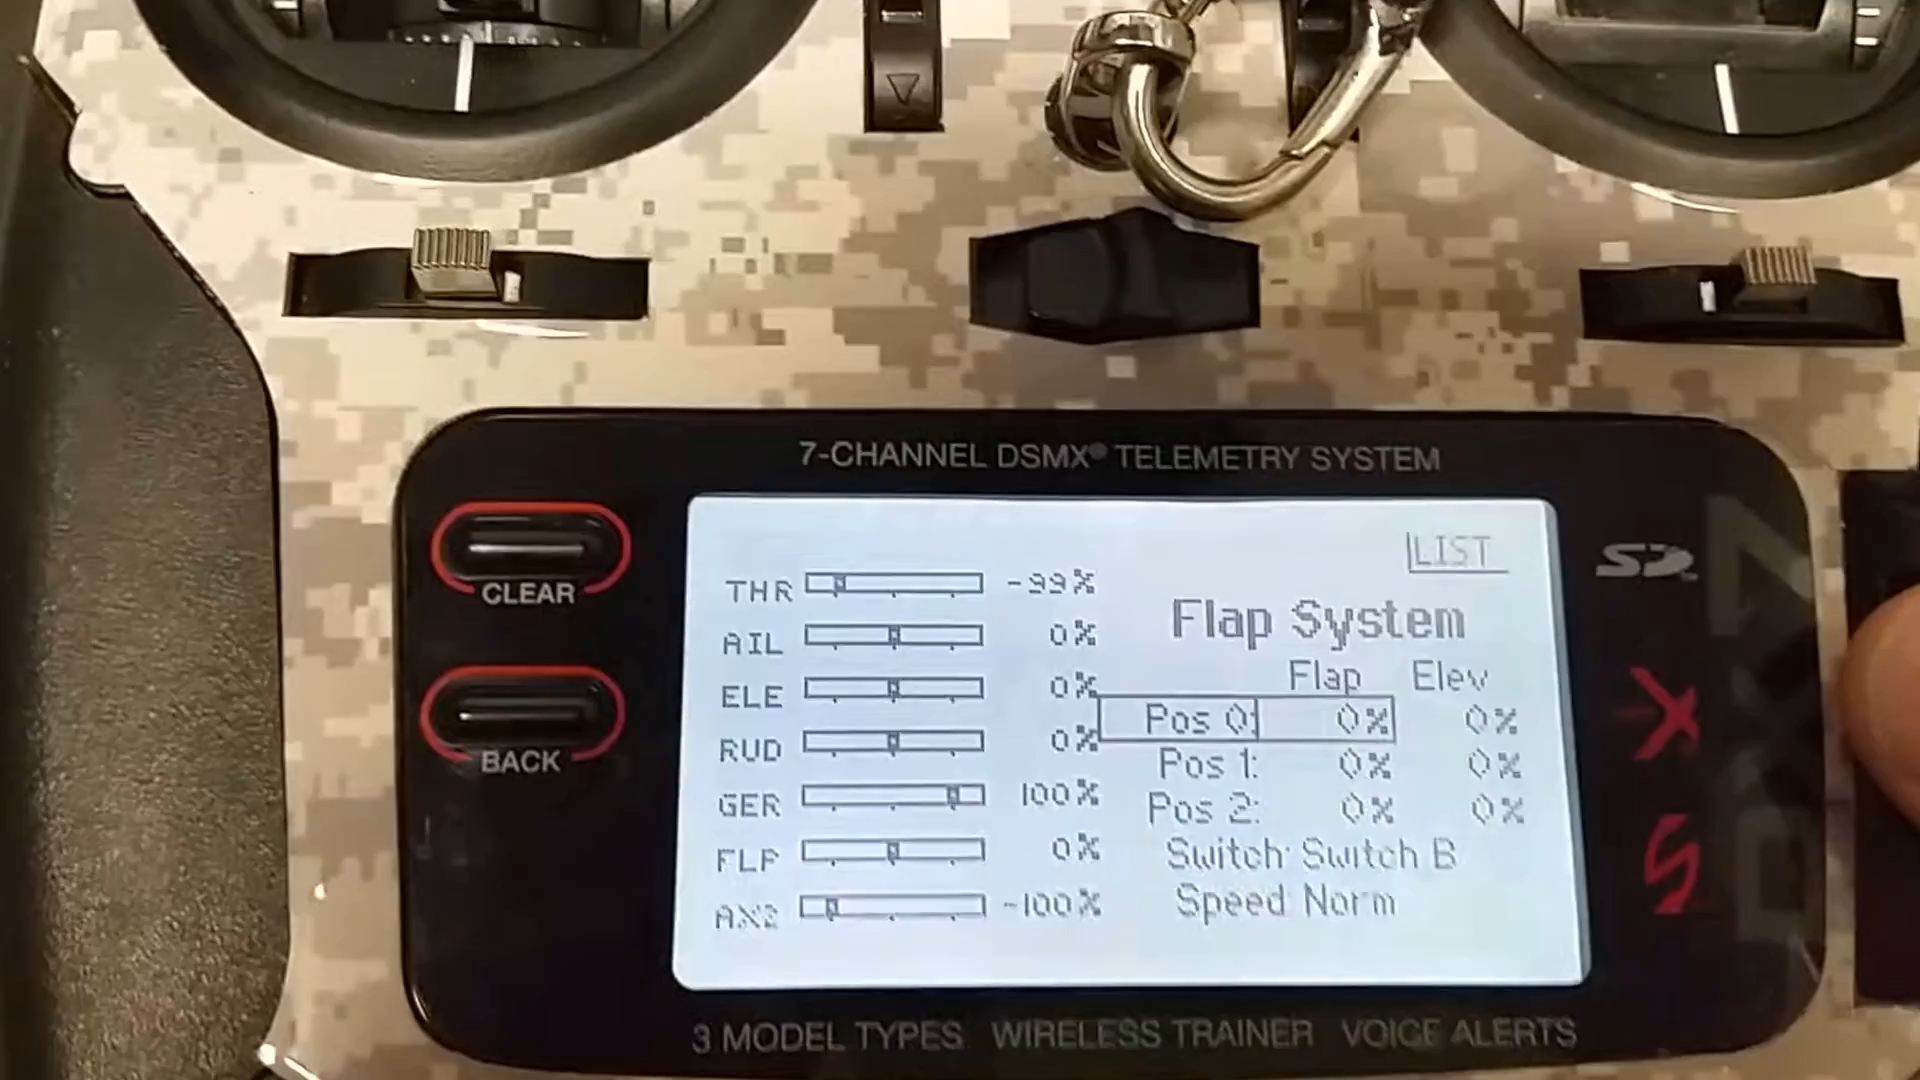 7-CHANNEL DSMX® TELEMETRY SYSTEM
CLEAR
BACK
LIST
THR -99%
AIL 0%
ELE 0%
RUD 0%
GER 100%
FLP 0%
AX2 -100%
Flap System
Flap Elev
Pos 0: 0% 0%
Pos 1: 0% 0%
Pos 2: 0% 0%
Switch: Switch B
Speed: Norm
SD
3 MODEL TYPES WIRELESS TRAINER VOICE ALERTS